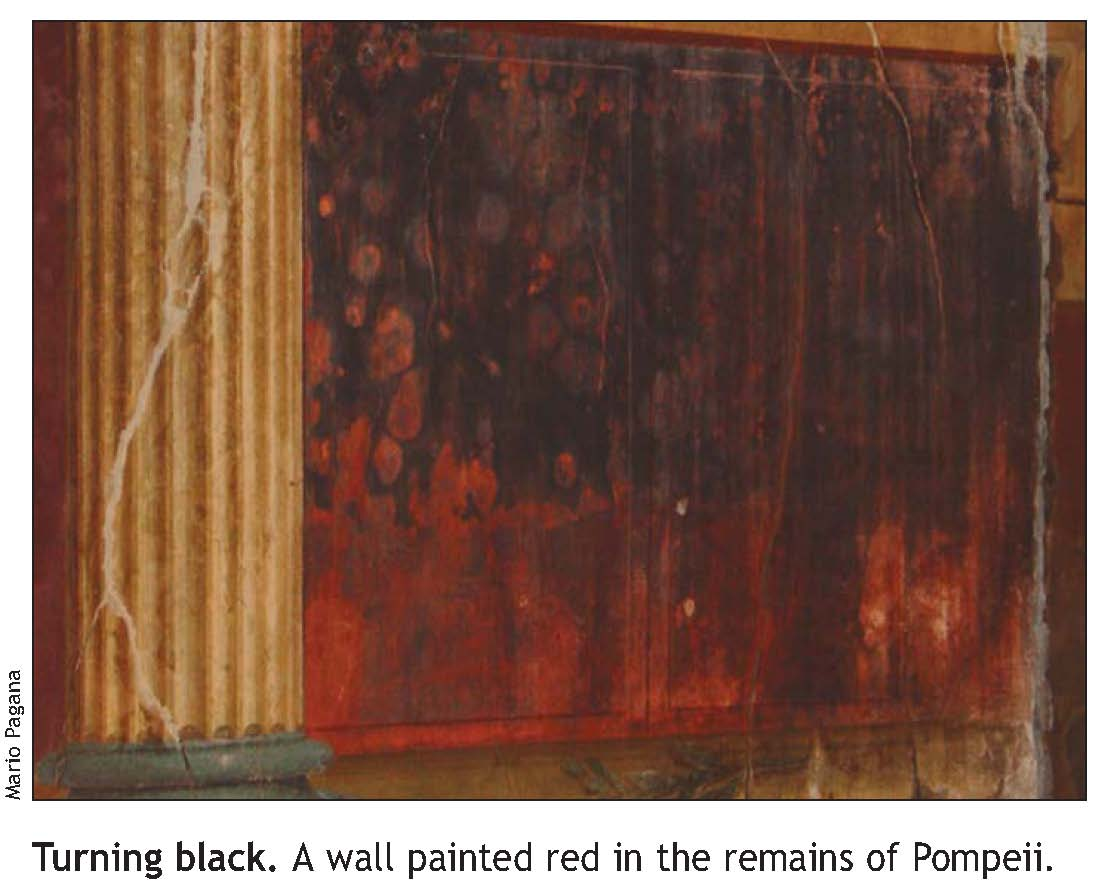 Mario Pagana
Turning black. A wall painted red in the remains of Pompeii.